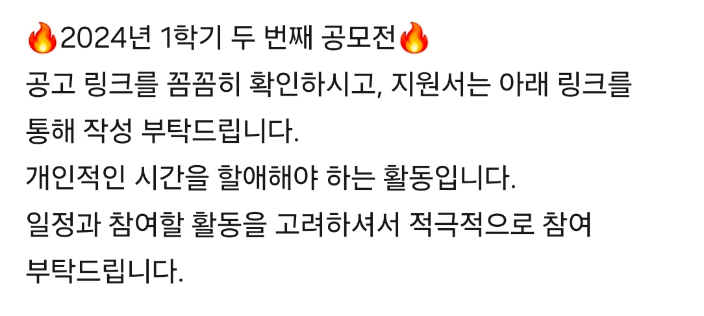 🔥2024년 1학기 두 번째 공모전🔥
공고 링크를 꼼꼼히 확인하시고, 지원서는 아래 링크를
통해 작성 부탁드립니다.
개인적인 시간을 할애해야 하는 활동입니다.
일정과 참여할 활동을 고려하셔서 적극적으로 참여
부탁드립니다.